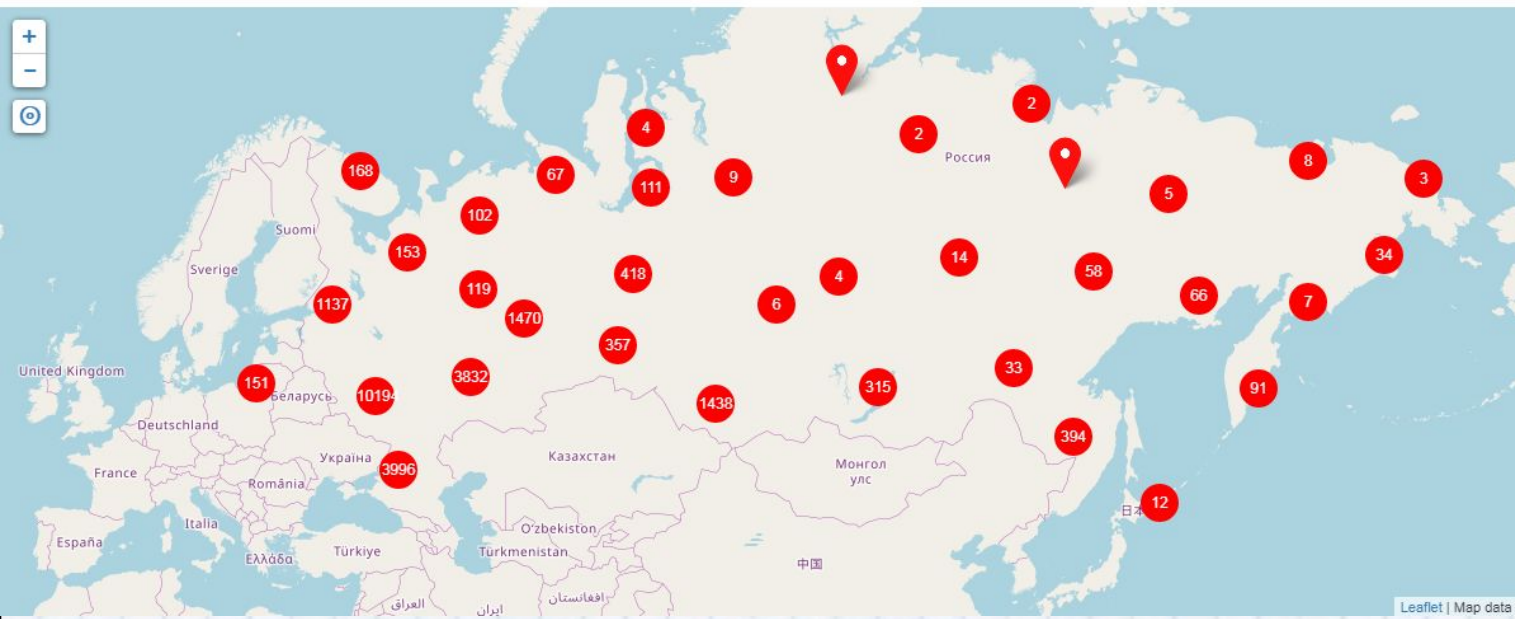 +
−
2
4
2
Россия
168
67
111
9
8
3
5
102
Suomi
153
Sverige
119
418
4
14
58
34
1137
1470
6
66
7
United Kingdom
151
3832
357
33
315
91
Беларусь
10194
1438
Deutschland
394
Україна
Казахстан
Монгол
улс
France
3996
România
12
日本
Italia
O'zbekiston
España
Ελλάδα
Türkiye
Türkmenistan
中国
العراق
ایران
افغانستان
Leaflet | Map data